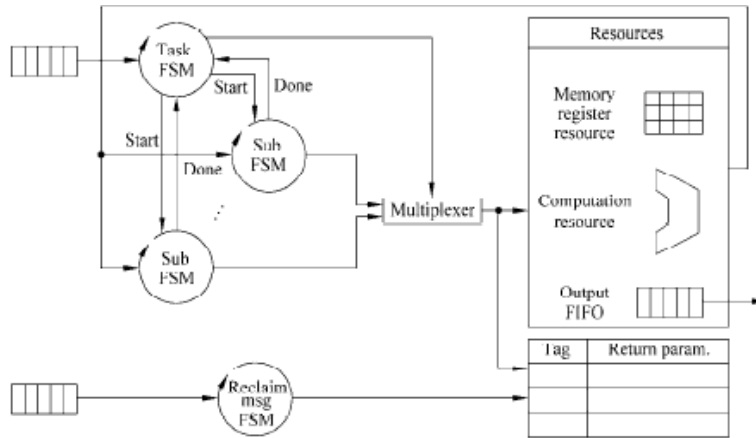 Task
FSM
Resources
Start
Done
Memory
register
resource
Start
Done
Sub
FSM
Multiplexer
Computation
resource
Sub
FSM
Output
FIFO
Tag
Return param.
Reclaim
msg
FSM